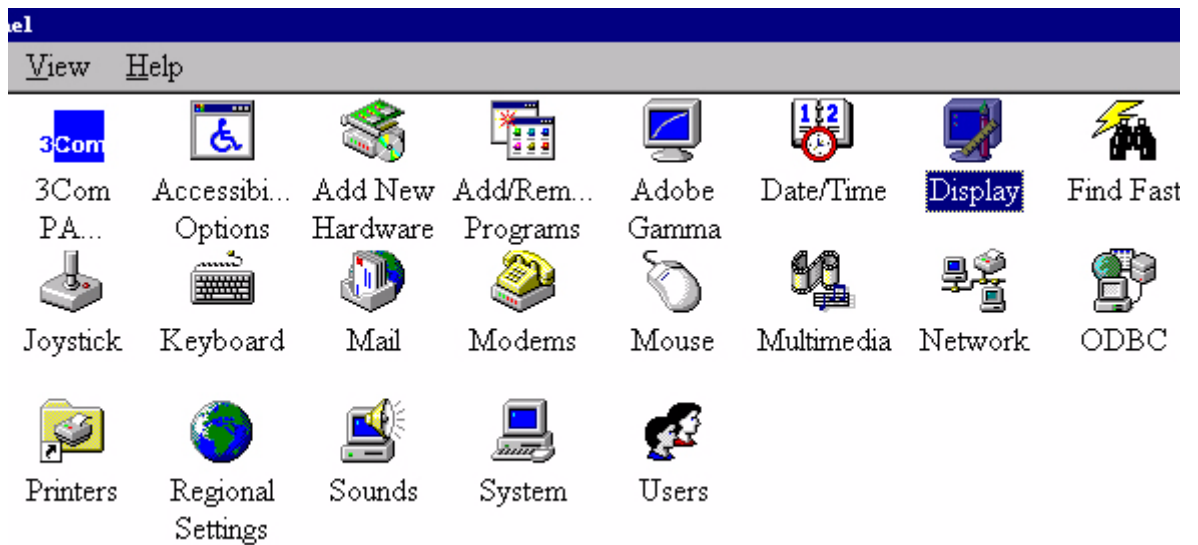 nel
View Help
3Com
3Com Accessibi... Add New Add/Rem... Adobe Date/Time Display Find Fast
PA... Options Hardware Programs Gamma
Joystick Keyboard Mail Modems Mouse Multimedia Network ODBC
Printers Regional Sounds System Users
Settings